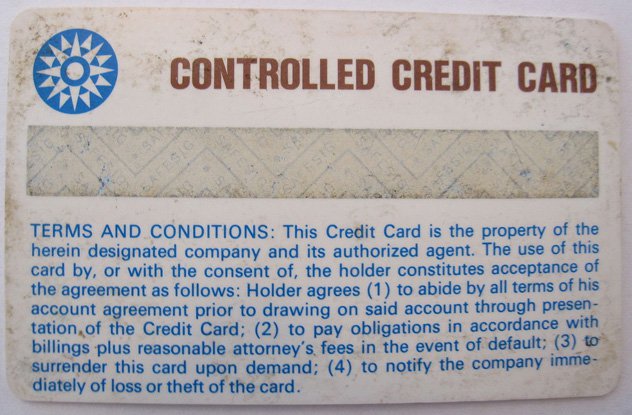 CONTROLLED CREDIT CARD
TERMS AND CONDITIONS: This Credit Card is the property of the
herein designated company and its authorized agent. The use of this
card by, or with the consent of, the holder constitutes acceptance of
the agreement as follows: Holder agrees (1) to abide by all terms of his
account agreement prior to drawing on said account through presen-
tation of the Credit Card; (2) to pay obligations in accordance with
billings plus reasonable attorney's fees in the event of default; (3) to
surrender this card upon demand; (4) to notify the company imme-
diately of loss or theft of the card.